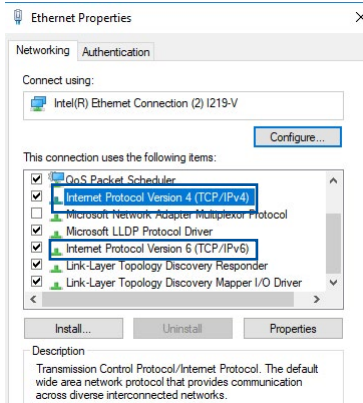 Ethernet Properties
Networking Authentication
Connect using:
Intel(R) Ethernet Connection (2) I219-V
Configure...
This connection uses the following items:
QoS Packet Scheduler
Internet Protocol Version 4 (TCP/IPv4)
Microsoft Network Adapter Multiplexor Protocol
Microsoft LLDP Protocol Driver
Internet Protocol Version 6 (TCP/IPv6)
Link-Layer Topology Discovery Responder
Link-Layer Topology Discovery Mapper I/O Driver
Install... Uninstall Properties
Description
Transmission Control Protocol/Internet Protocol. The default
wide area network protocol that provides communication
across diverse interconnected networks.